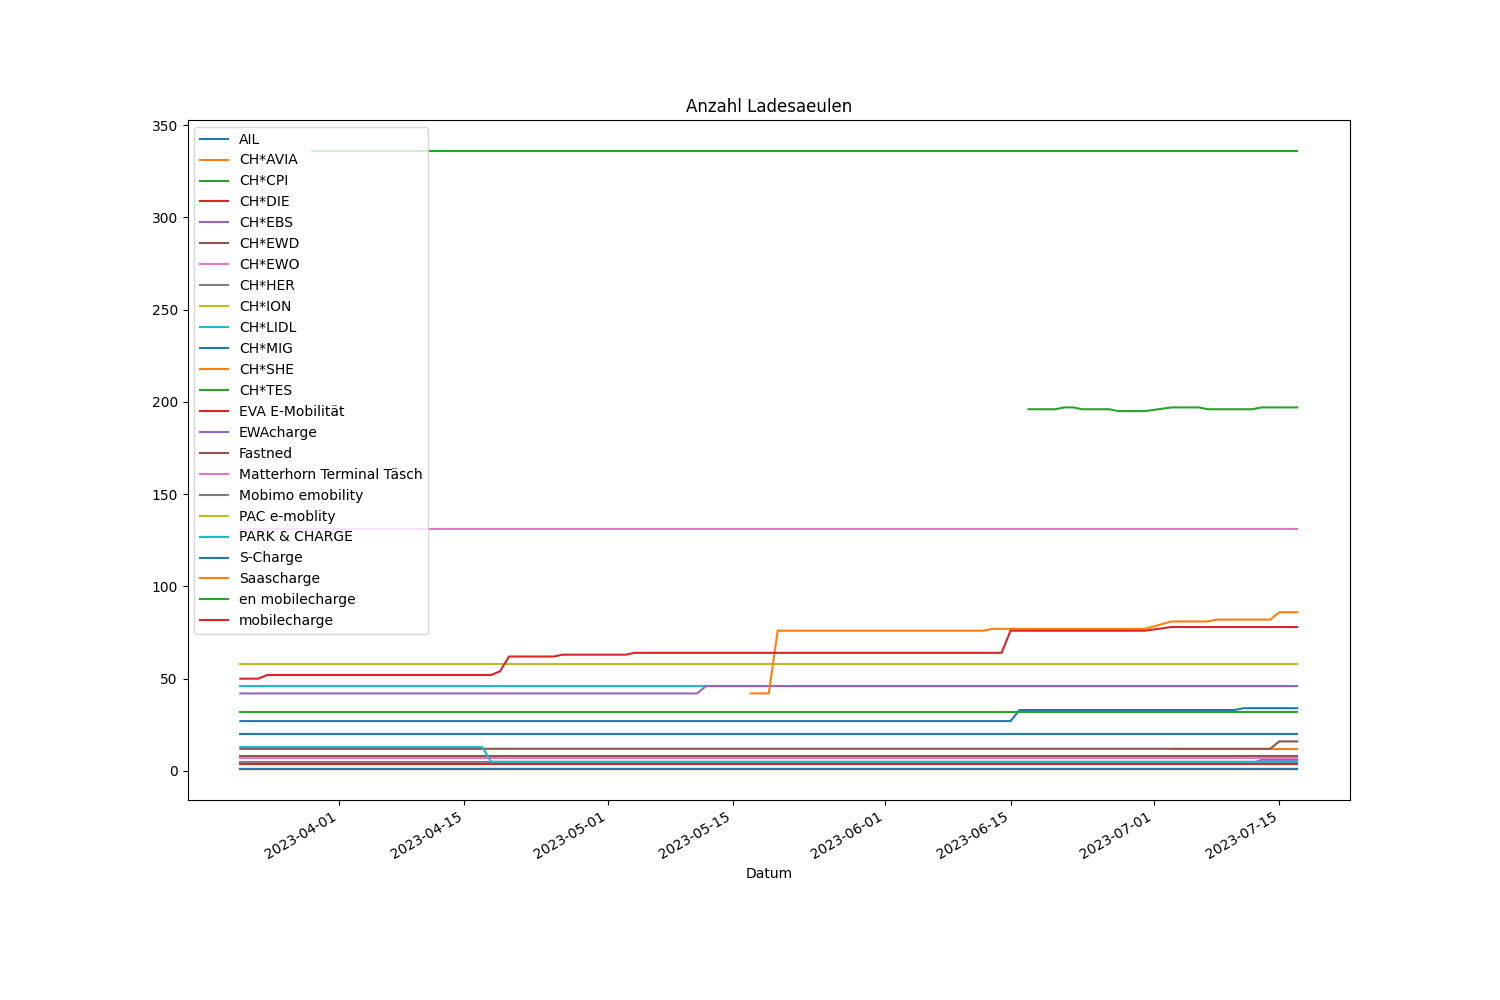 Anzahl Ladesaeulen
350
300
250
200
150
100
50
0
AIL
CH*AVIA
CH*CPI
CH*DIE
CH*EBS
CH*EWD
CH*EWO
CH*HER
CH*ION
CH*LIDL
CH*MIG
CH*SHE
CH*TES
EVA E-Mobilität
EWAcharge
Fastned
Matterhorn Terminal Täsch
Mobimo emobility
PAC e-moblity
PARK & CHARGE
S-Charge
Saascharge
en mobilecharge
mobilecharge
2023-04-01
2023-04-15
2023-05-01
2023-05-15
2023-06-01
2023-06-15
2023-07-01
2023-07-15
Datum